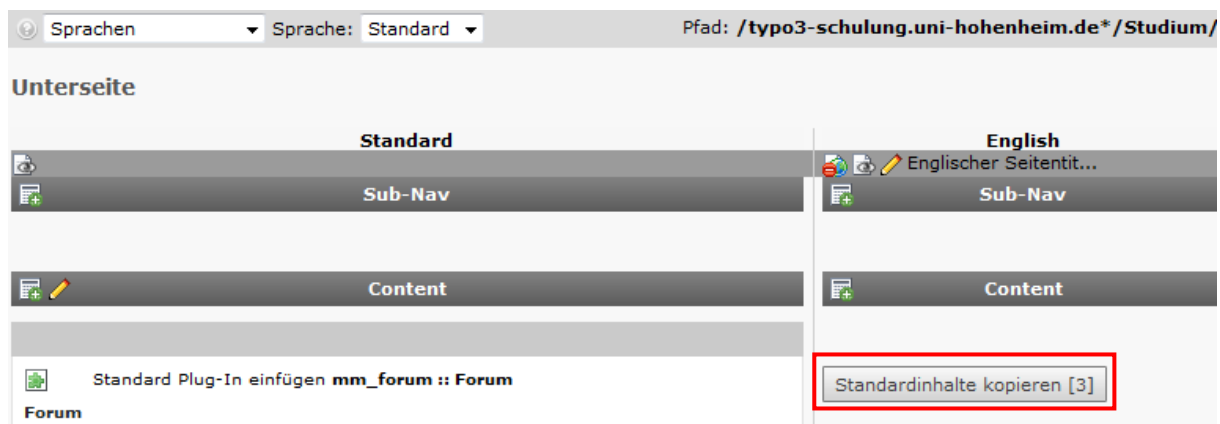 Sprachen Sprache: Standard Pfad: /typo3-schulung.uni-hohenheim.de*/Studium/
Unterseite
Standard English
Englischer Seitentit...
Sub-Nav Sub-Nav
Content Content
Standard Plug-In einfügen mm_forum :: Forum Standardinhalte kopieren [3]
Forum